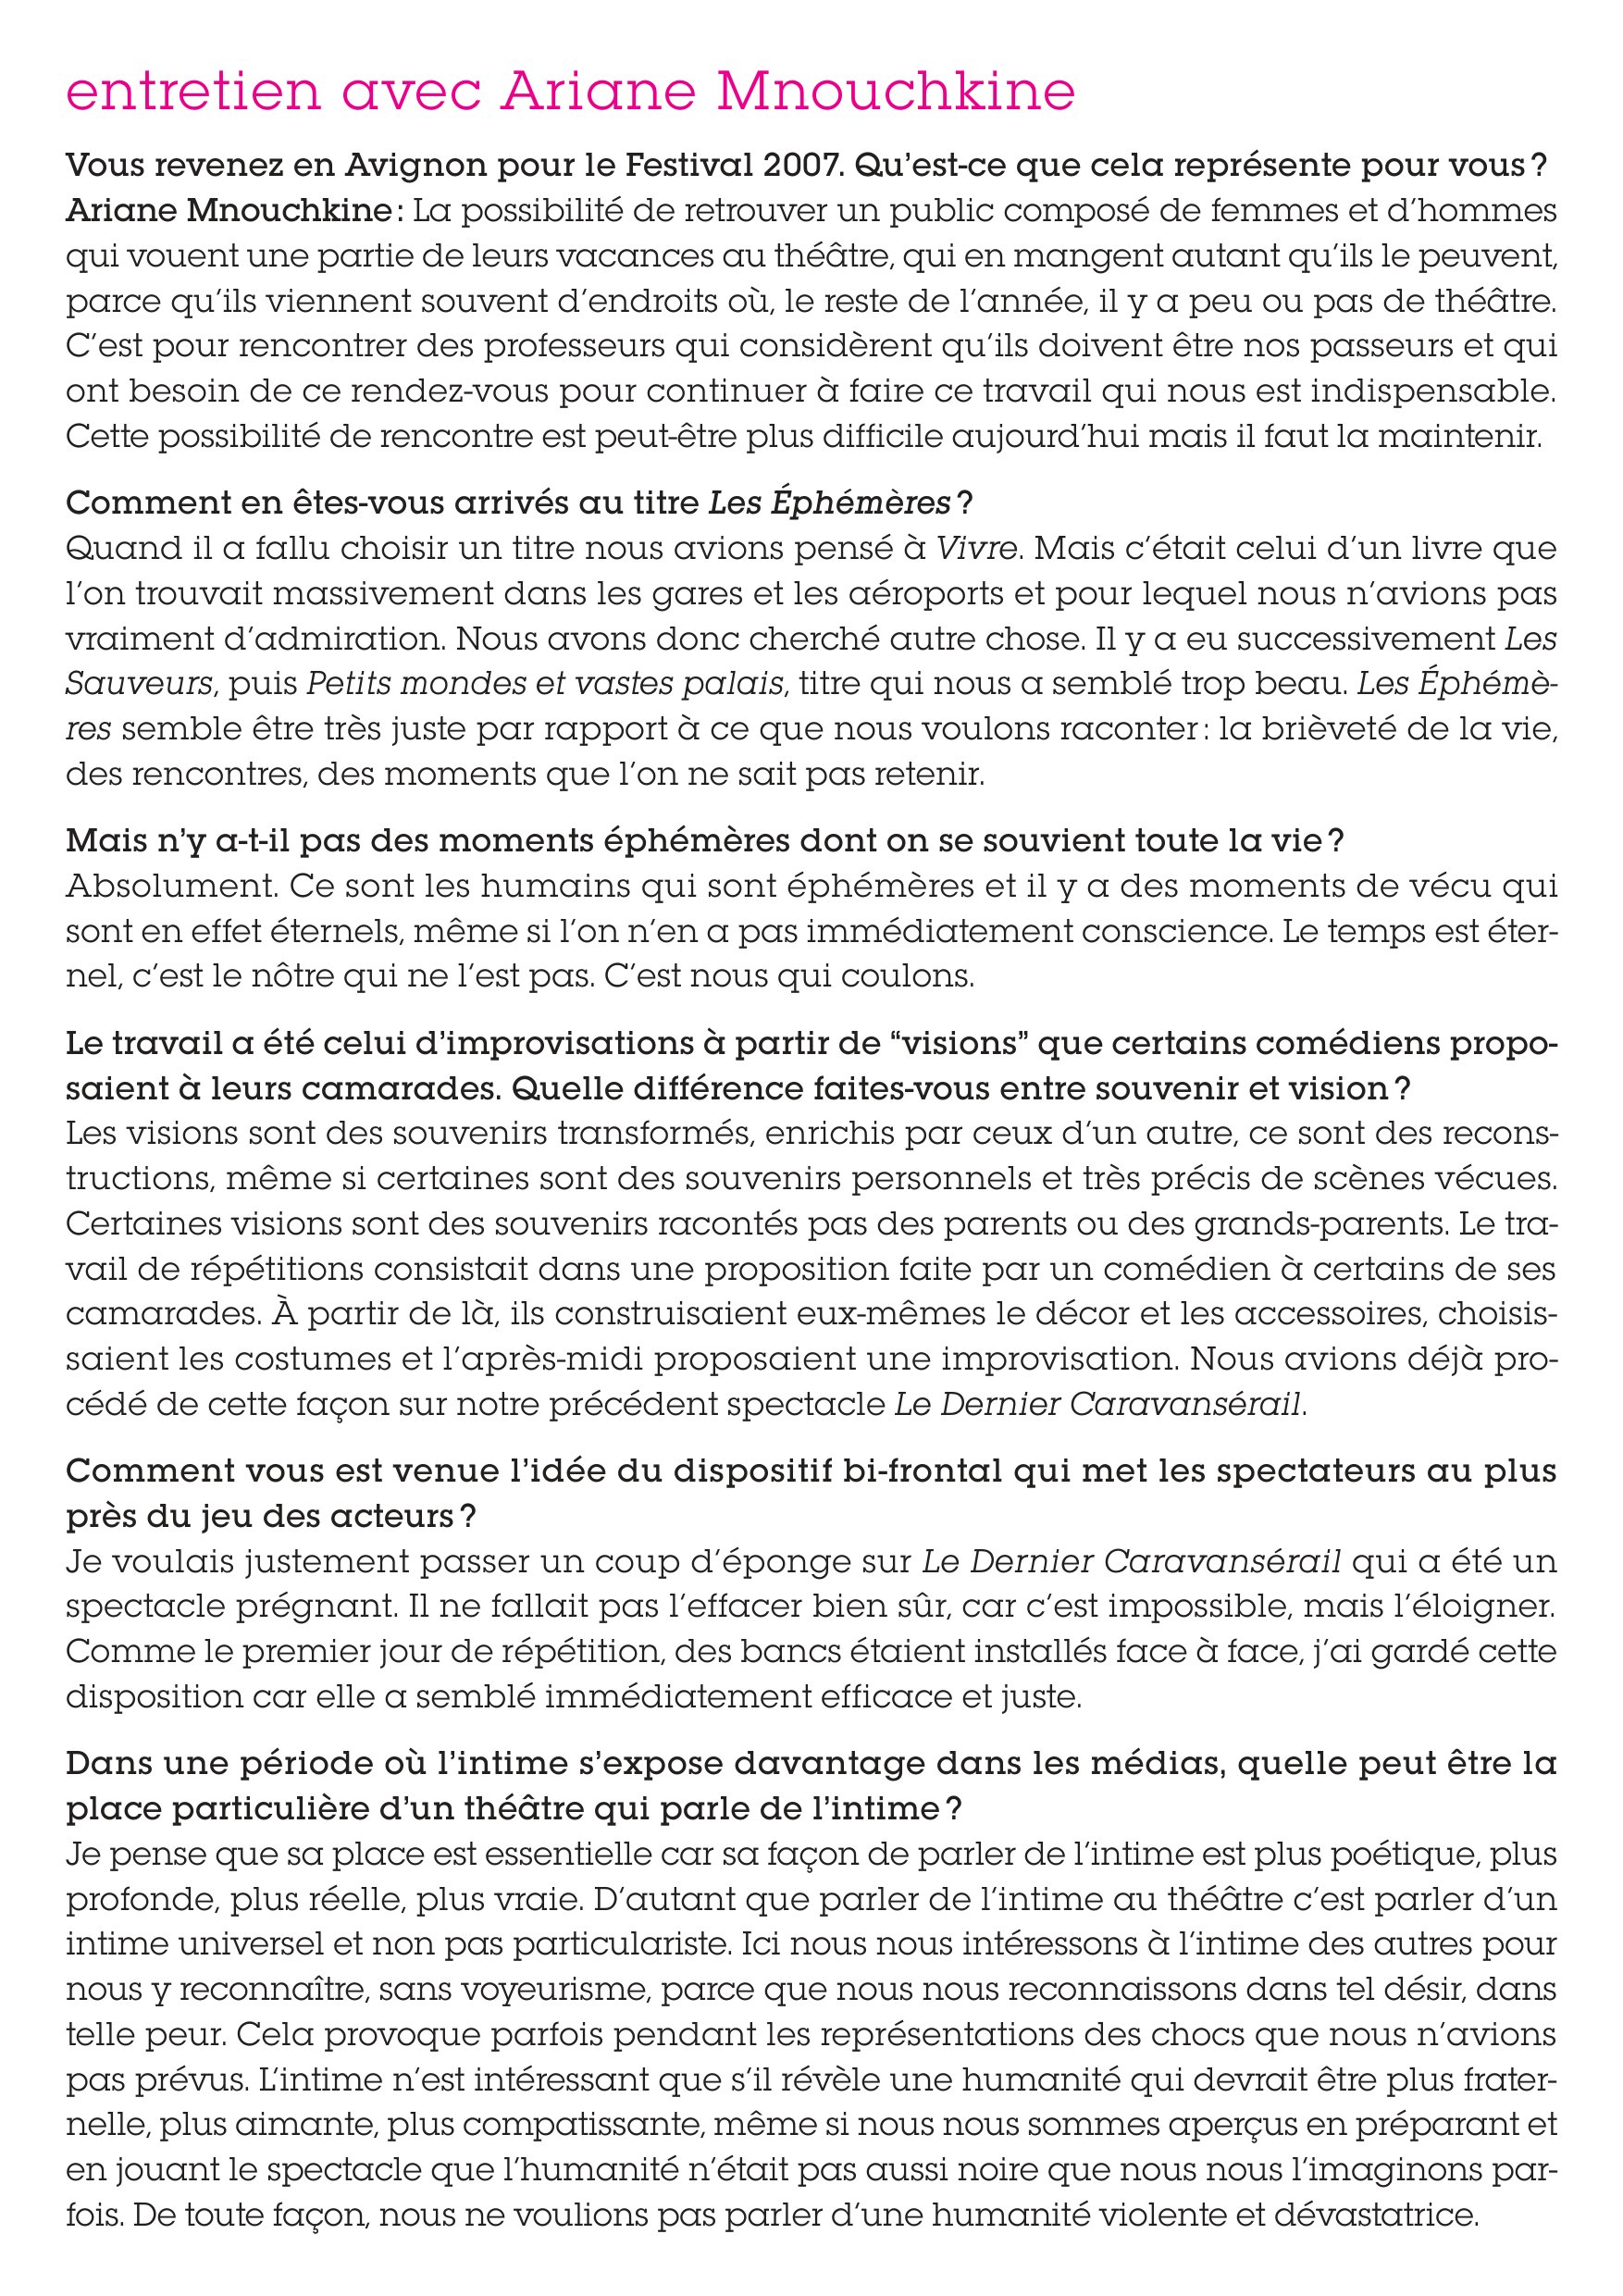 entretien avec Ariane Mnouchkine
Vous revenez en Avignon pour le Festival 2007. Qu’est-ce que cela représente pour vous ?
Ariane Mnouchkine : La possibilité de retrouver un public composé de femmes et d’hommes
qui vouent une partie de leurs vacances au théâtre, qui en mangent autant qu’ils le peuvent,
parce qu’ils viennent souvent d’endroits où, le reste de l’année, il y a peu ou pas de théâtre.
C’est pour rencontrer des professeurs qui considèrent qu’ils doivent être nos passeurs et qui
ont besoin de ce rendez-vous pour continuer à faire ce travail qui nous est indispensable.
Cette possibilité de rencontre est peut-être plus difficile aujourd’hui mais il faut la maintenir.
Comment en êtes-vous arrivés au titre Les Éphémères ?
Quand il a fallu choisir un titre nous avions pensé à Vivre. Mais c’était celui d’un livre que
l’on trouvait massivement dans les gares et les aéroports et pour lequel nous n’avions pas
vraiment d’admiration. Nous avons donc cherché autre chose. Il y a eu successivement Les
Sauveurs, puis Petits mondes et vastes palais, titre qui nous a semblé trop beau. Les Éphémè-
res semble être très juste par rapport à ce que nous voulons raconter : la brièveté de la vie,
des rencontres, des moments que l’on ne sait pas retenir.
Mais n’y a-t-il pas des moments éphémères dont on se souvient toute la vie ?
Absolument. Ce sont les humains qui sont éphémères et il y a des moments de vécu qui
sont en effet éternels, même si l’on n’en a pas immédiatement conscience. Le temps est éter-
nel, c’est le nôtre qui ne l’est pas. C’est nous qui coulons.
Le travail a été celui d’improvisations à partir de “visions” que certains comédiens propo-
saient à leurs camarades. Quelle différence faites-vous entre souvenir et vision ?
Les visions sont des souvenirs transformés, enrichis par ceux d’un autre, ce sont des recons-
tructions, même si certaines sont des souvenirs personnels et très précis de scènes vécues.
Certaines visions sont des souvenirs racontés pas des parents ou des grands-parents. Le tra-
vail de répétitions consistait dans une proposition faite par un comédien à certains de ses
camarades. À partir de là, ils construisaient eux-mêmes le décor et les accessoires, choisis-
saient les costumes et l’après-midi proposaient une improvisation. Nous avions déjà pro-
cédé de cette façon sur notre précédent spectacle Le Dernier Caravansérail.
Comment vous est venue l’idée du dispositif bi-frontal qui met les spectateurs au plus
près du jeu des acteurs ?
Je voulais justement passer un coup d’éponge sur Le Dernier Caravansérail qui a été un
spectacle prégnant. Il ne fallait pas l’effacer bien sûr, car c’est impossible, mais l’éloigner.
Comme le premier jour de répétition, des bancs étaient installés face à face, j’ai gardé cette
disposition car elle a semblé immédiatement efficace et juste.
Dans une période où l’intime s’expose davantage dans les médias, quelle peut être la
place particulière d’un théâtre qui parle de l’intime ?
Je pense que sa place est essentielle car sa façon de parler de l’intime est plus poétique, plus
profonde, plus réelle, plus vraie. D’autant que parler de l’intime au théâtre c’est parler d’un
intime universel et non pas particulariste. Ici nous nous intéressons à l’intime des autres pour
nous y reconnaître, sans voyeurisme, parce que nous nous reconnaissons dans tel désir, dans
telle peur. Cela provoque parfois pendant les représentations des chocs que nous n’avions
pas prévus. L’intime n’est intéressant que s’il révèle une humanité qui devrait être plus frater-
nelle, plus aimante, plus compatissante, même si nous nous sommes aperçus en préparant et
en jouant le spectacle que l’humanité n’était pas aussi noire que nous nous l’imaginons par-
fois. De toute façon, nous ne voulions pas parler d’une humanité violente et dévastatrice.